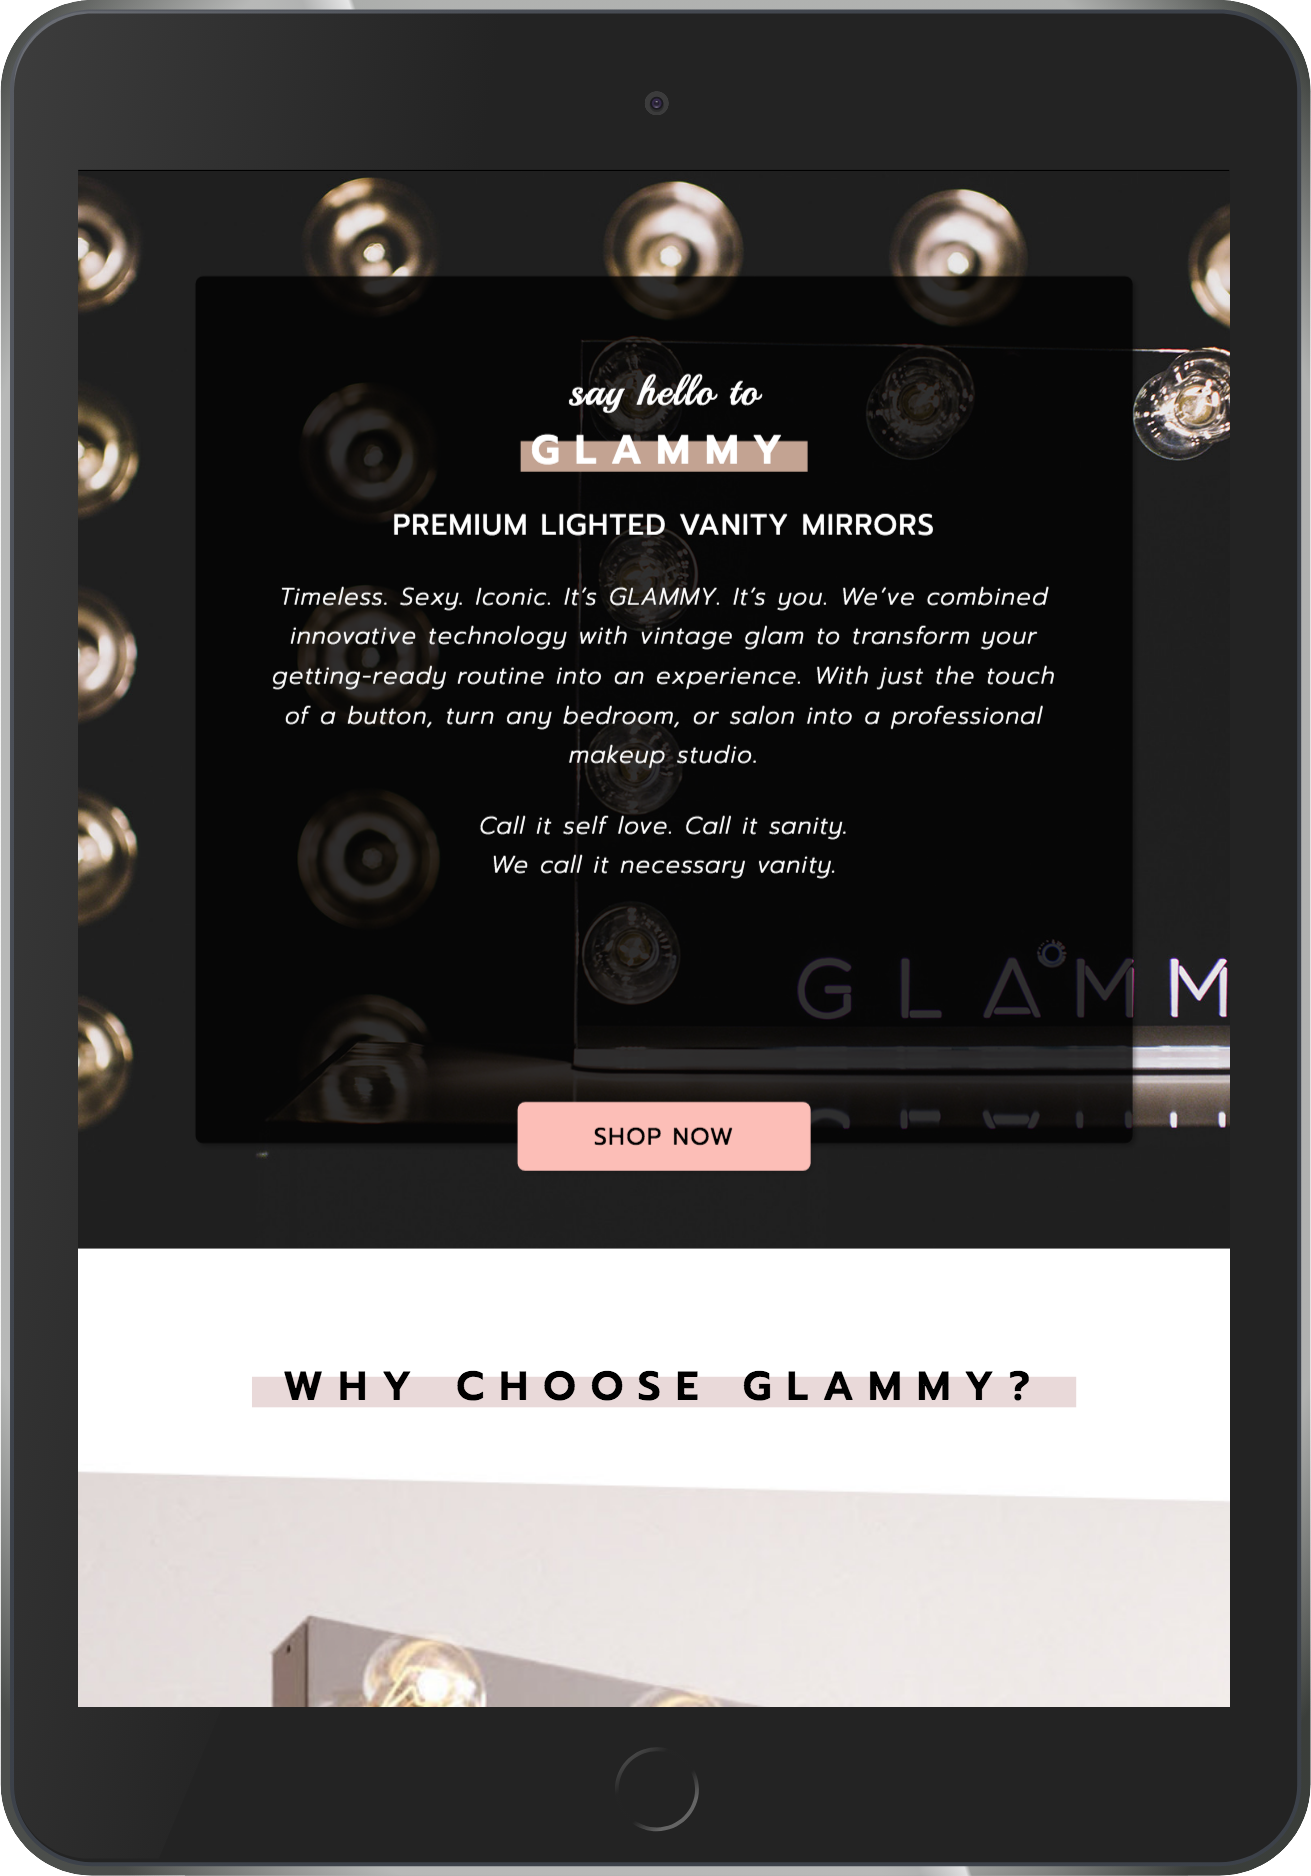 say hello to
GLAMMY
PREMIUM LIGHTED VANITY MIRRORS
Timeless. Sexy. Iconic. It's GLAMMY. It's you. We've combined
innovative technology with vintage glam to transform your
getting-ready routine into an experience. With just the touch
of a button, turn any bedroom, or salon into a professional
makeup studio.
Call it self love. Call it sanity.
We call it necessary vanity.
GLAMM
SHOP NOW
WHY CHOOSE GLAMMY?